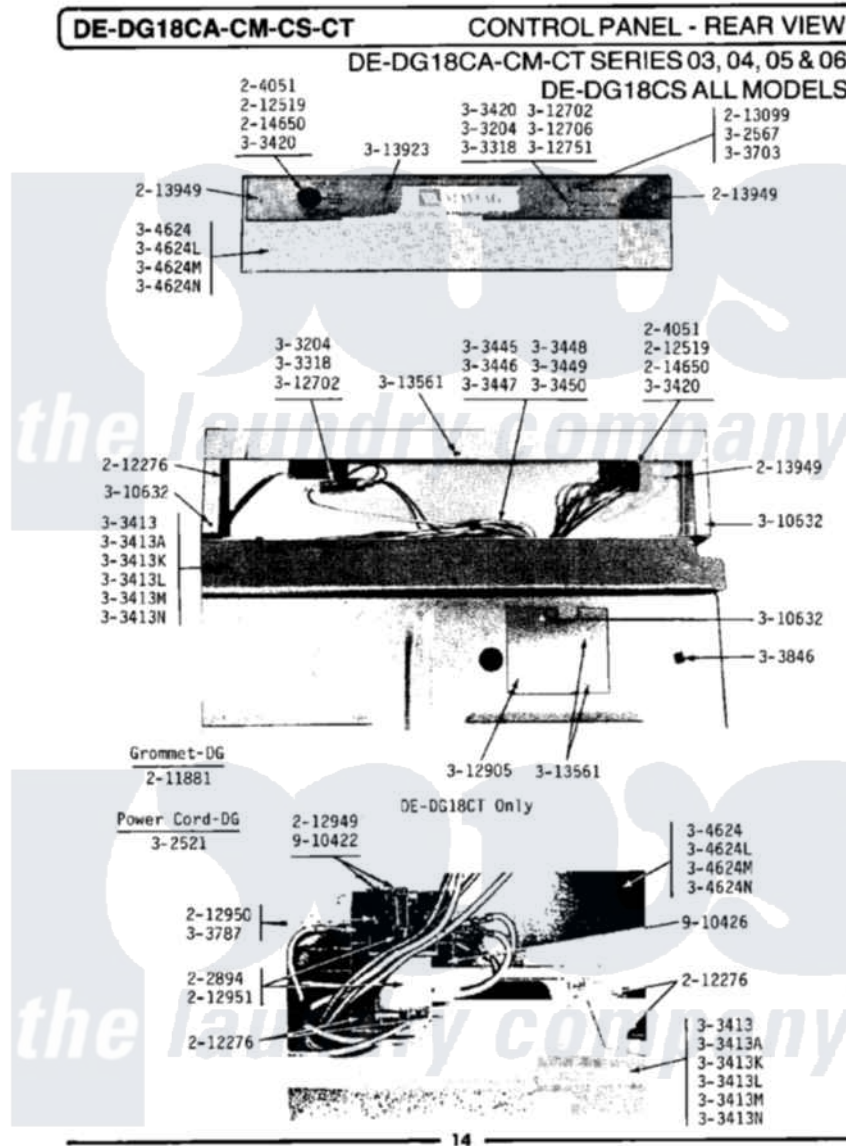 DE-DG18CA-CM-CS-CT CONTROL PANEL - REAR VIEW
DE-DG18CA-CM-CT SERIES 03, 04, 05 & 06
DE-DG18CS ALL MODELS
2-4051
2-12519
2-14650
3-3420
3-13923
3-3420 3-12702
3-3204 3-12706
3-3318 3-12751
2-13099
3-2567
3-3703
2-13949
2-13949
3-4624
3-4624L
3-4624M
3-4624N
3-3204
3-3318
3-12702
3-13561
3-3445 3-3448
3-3446 3-3449
3-3447 3-3450
2-4051
2-12519
2-14650
3-3420
the laundry company
2-12276
3-10632
2-13949
3-10632
3-3413
3-3413A
3-3413K
3-3413L
3-3413M
3-3413N
3-10632
3-3846
3-12905 3-13561
Grommet-DG
2-11881
Power Cord-DG
3-2521
DE-DG18CT Only
2-12949
9-10422
3-4624
3-4624L
3-4624M
3-4624N
2-12950
3-3787
9-10426
2-2894
2-12951
2-12276
2-12276
the laundry company
3-3413
3-3413A
3-3413K
3-3413L
3-3413M
3-3413N
14